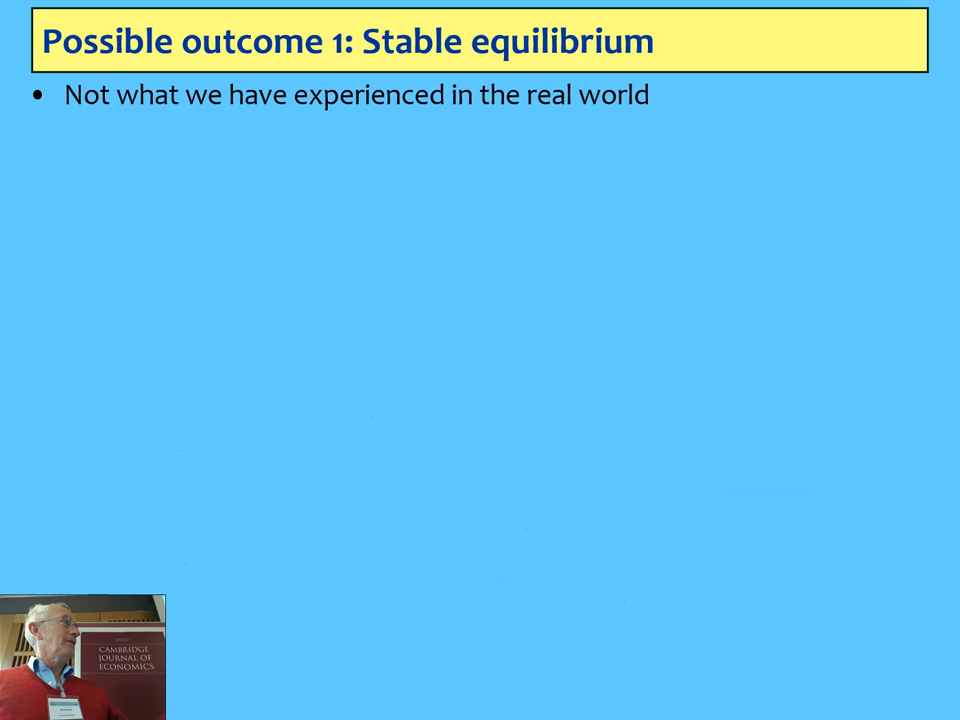 Possible outcome 1: Stable equilibrium
• Not what we have experienced in the real world
CAMBRIDGE
JOURNAL OF
ECONOMICS